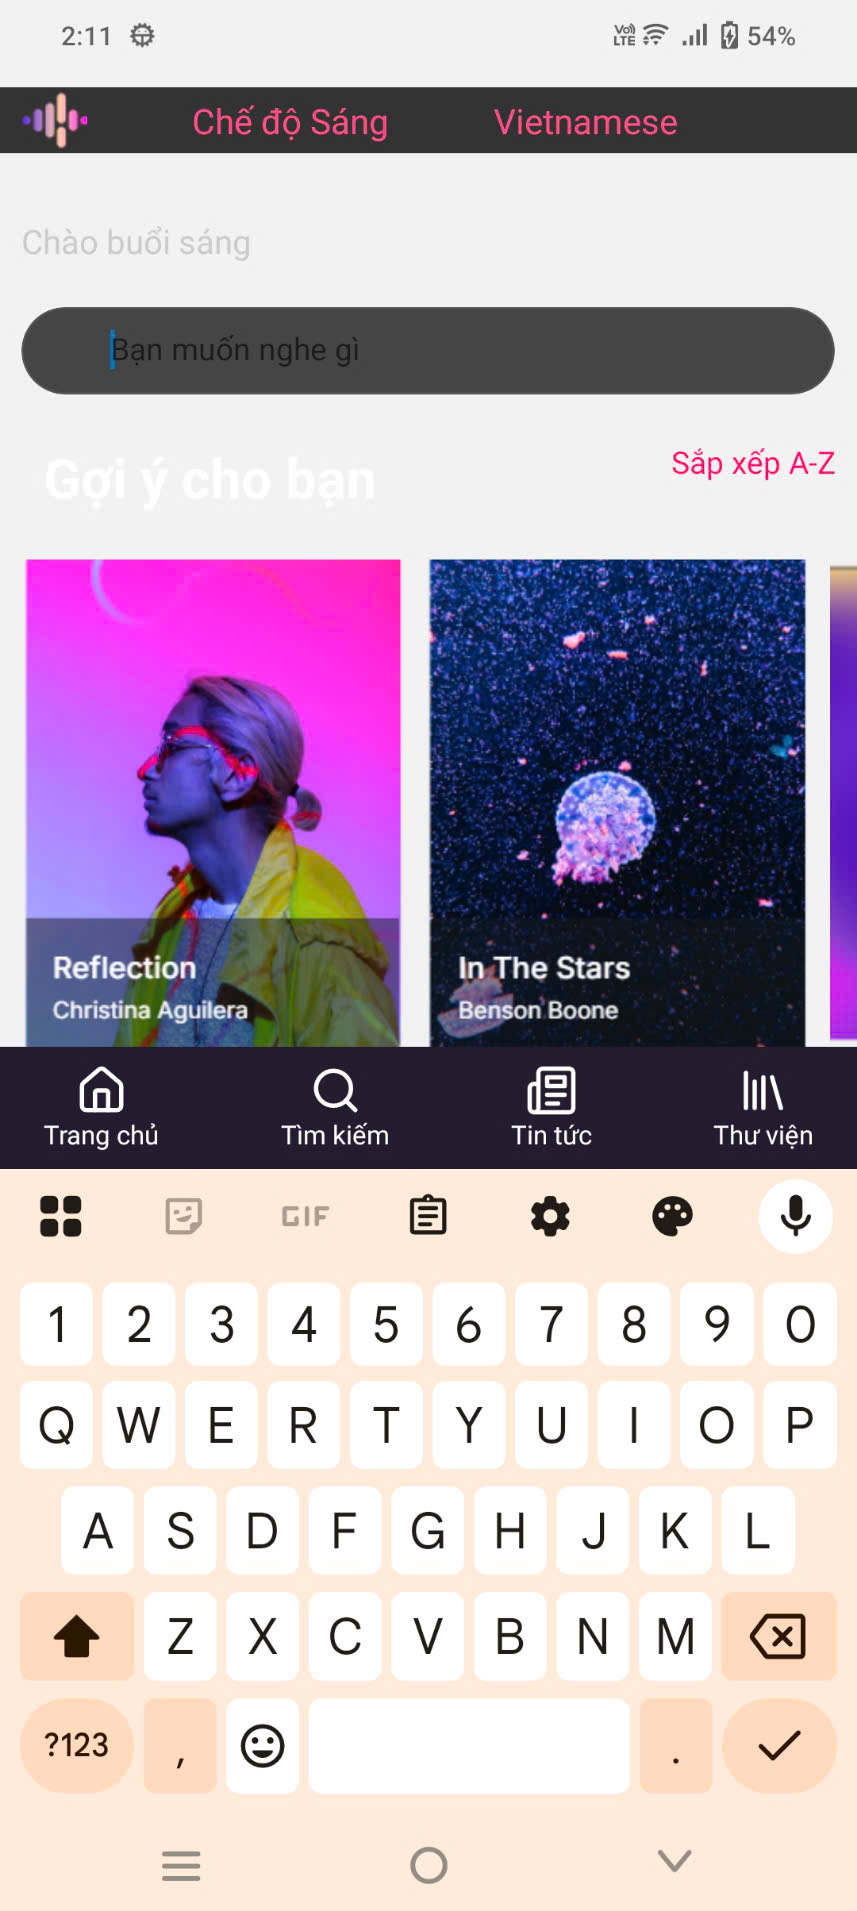 2:11 Vo) LTE 54%
Chế độ Sáng Vietnamese
Chào buổi sáng
Bạn muốn nghe gì
Gợi ý cho bạn Sắp xếp A-Z
Reflection
Christina Aguilera
In The Stars
Benson Boone
Trang chủ Tìm kiếm Tin tức Thư viện
GIF
1 2 3 4 5 6 7 8 9 0
Q W E R T Y U I O P
A S D F G H J K L
Z X C V B N M
?123 , .